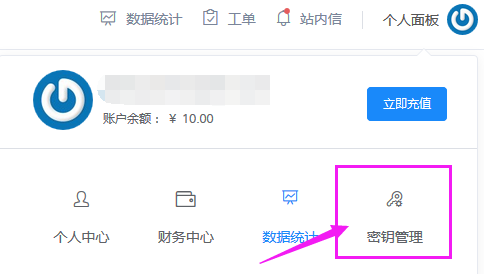 数据统计 工单 站内信 个人面板
账户余额： ¥ 10.00
立即充值
个人中心 财务中心 数据统计 密钥管理